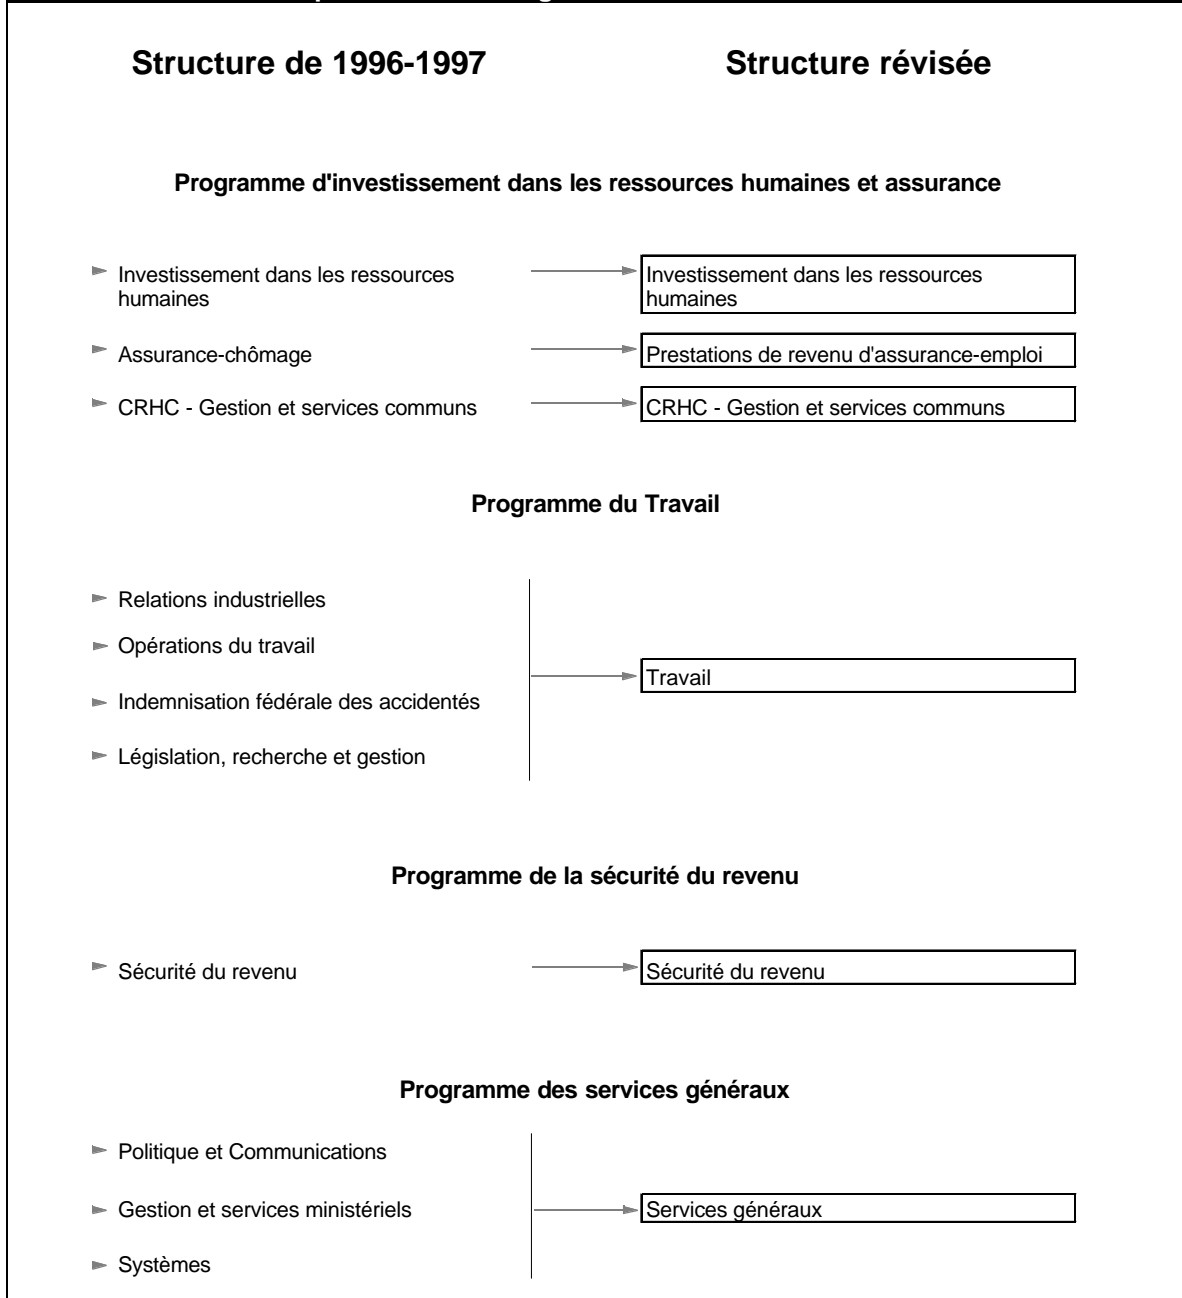 Structure de 1996-1997
Structure révisée
Programme d'investissement dans les ressources humaines et assurance
Investissement dans les ressources
humaines
Investissement dans les ressources
humaines
Assurance-chômage
Prestations de revenu d'assurance-emploi
CRHC - Gestion et services communs
CRHC - Gestion et services communs
Programme du Travail
Relations industrielles
Opérations du travail
Indemnisation fédérale des accidentés
Législation, recherche et gestion
Travail
Programme de la sécurité du revenu
Sécurité du revenu
Sécurité du revenu
Programme des services généraux
Politique et Communications
Gestion et services ministériels
Systèmes
Services généraux